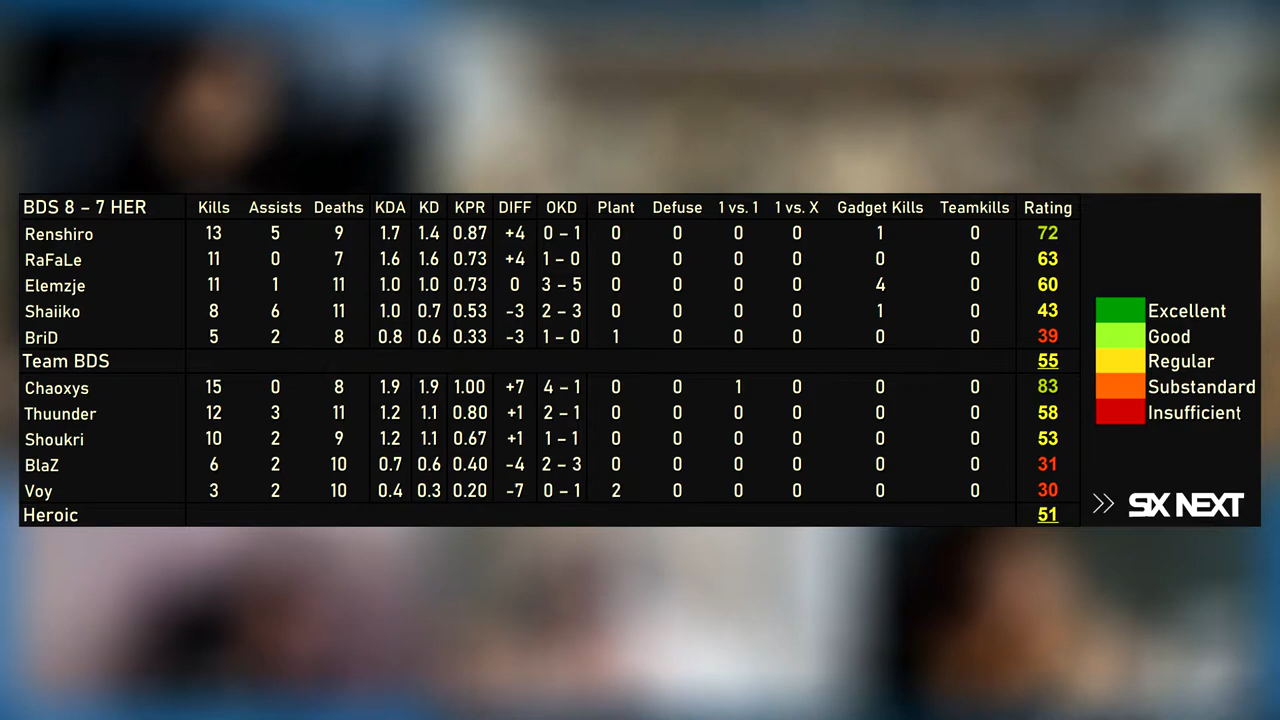 BDS 8 – 7 HER Kills Assists Deaths KDA KD KPR DIFF OKD Plant Defuse 1 vs. 1 1 vs. X Gadget Kills Teamkills Rating
Renshiro 13 5 9 1.7 1.4 0.87 +4 0 – 1 0 0 0 0 1 0 72
RaFaLe 11 0 7 1.6 1.6 0.73 +4 1 – 0 0 0 0 0 0 0 63
Elemzje 11 1 11 1.0 1.0 0.73 0 3 – 5 0 0 0 0 4 0 60
Shaiiko 8 6 11 1.0 0.7 0.53 -3 2 – 3 0 0 0 0 1 0 43
BriD 5 2 8 0.8 0.6 0.33 -3 1 – 0 1 0 0 0 0 0 39
Team BDS 55
Chaoxys 15 0 8 1.9 1.9 1.00 +7 4 – 1 0 0 1 0 0 0 83
Thuunder 12 3 11 1.2 1.1 0.80 +1 2 – 1 0 0 0 0 0 0 58
Shoukri 10 2 9 1.2 1.1 0.67 +1 1 – 1 0 0 0 0 0 0 53
BlaZ 6 2 10 0.7 0.6 0.40 -4 2 – 3 0 0 0 0 0 0 31
Voy 3 2 10 0.4 0.3 0.20 -7 0 – 1 2 0 0 0 0 0 30
Heroic 51
Excellent
Good
Regular
Substandard
Insufficient
SIX NEXT